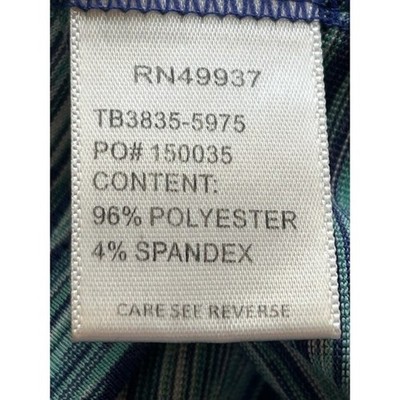 RN49937
TB3835-5975
PO# 150035
CONTENT:
96% POLYESTER
4% SPANDEX
CARE SEE REVERSE